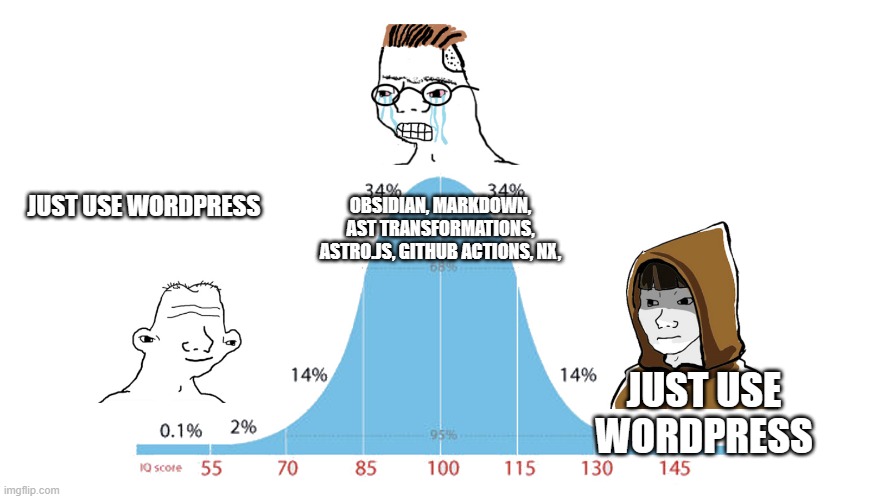 34% 34%
JUST USE WORDPRESS
OBSIDIAN, MARKDOWN,
AST TRANSFORMATIONS,
ASTRO.JS, GITHUB ACTIONS, NX,
68%
14% 14%
JUST USE
WORDPRESS
0.1% 2%
95%
IQ score 55 70 85 100 115 130 145
imgflip.com